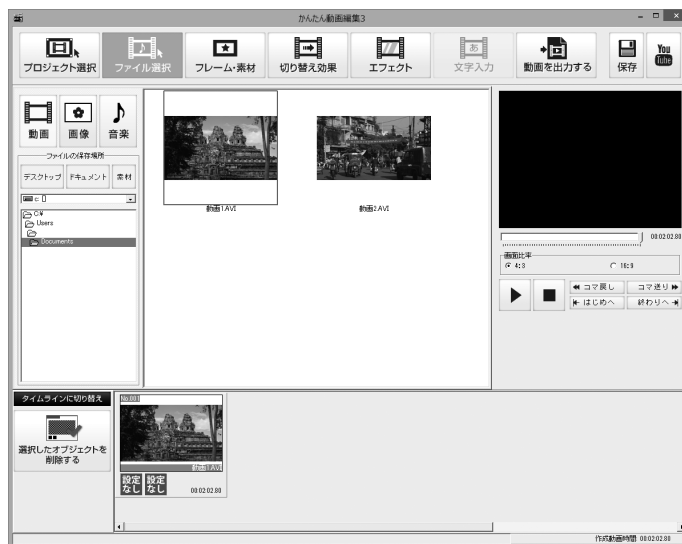 かんたん動画編集3
プロジェクト選択
ファイル選択
フレーム・素材
切り替え効果
エフェクト
あ
文字入力
動画を出力する
保存
You
Tube
動画
画像
音楽
ファイルの保存場所
デスクトップ
ドキュメント
素材
c: []
C:¥
Users
Documents
動画1.AVI
動画2.AVI
00:02:02.80
画面比率
4:3
16:9
コマ戻し
コマ送り
はじめへ
終わりへ
タイムラインに切り替え
選択したオブジェクトを
削除する
No.001
動画1.AVI
設定
なし
設定
なし
00:02:02.80
作成動画時間 00:02:02.80